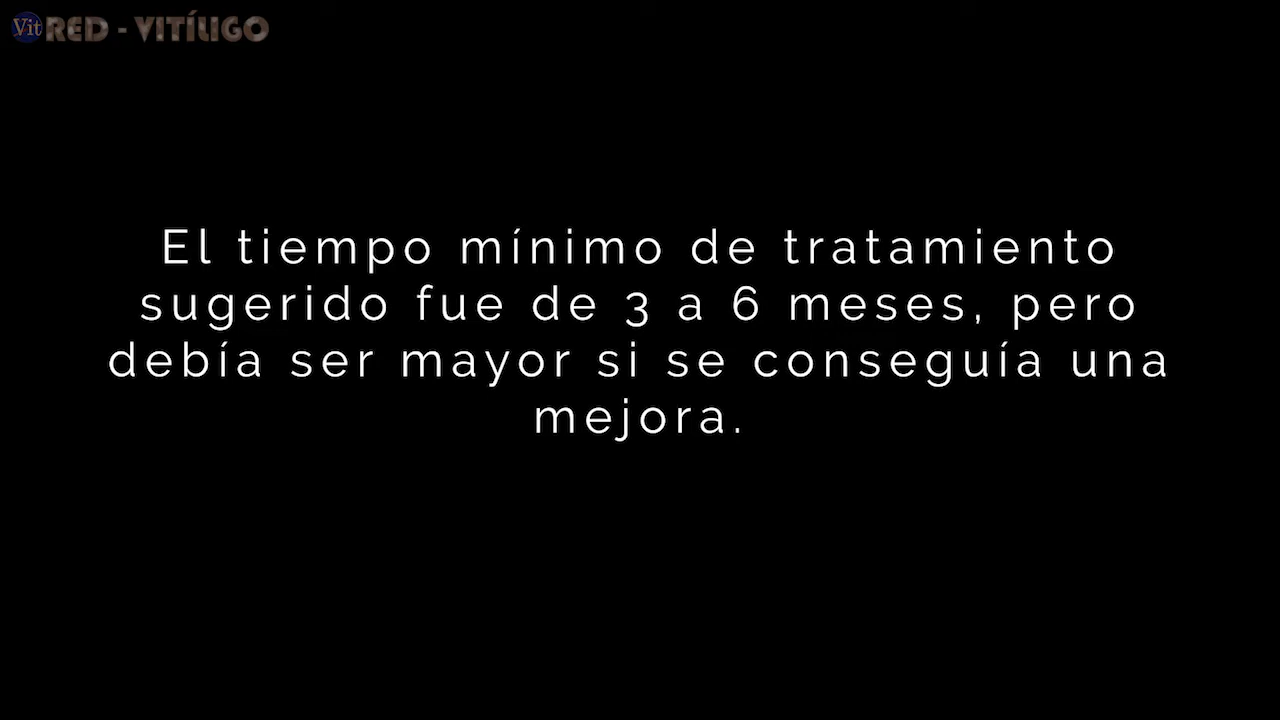 Vit RED - VITÍLIGO
El tiempo mínimo de tratamiento
sugerido fue de 3 a 6 meses, pero
debía ser mayor si se conseguía una
mejora.